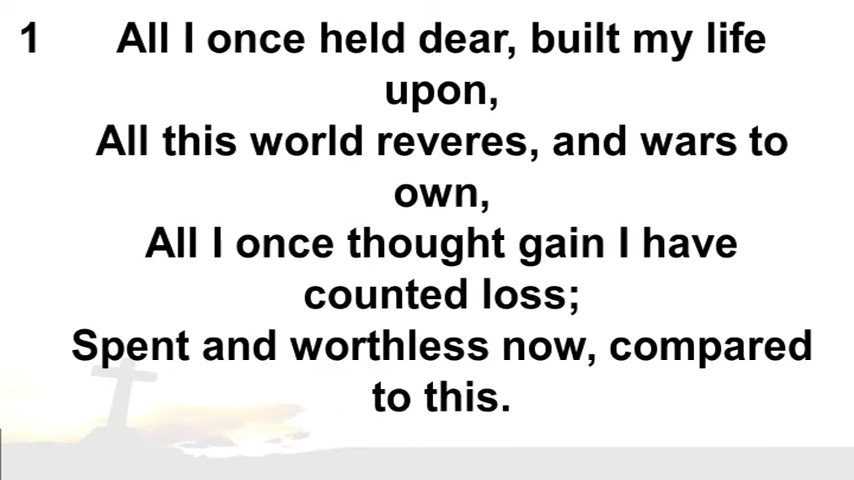 1 All I once held dear, built my life
upon,
All this world reveres, and wars to
own,
All I once thought gain I have
counted loss;
Spent and worthless now, compared
to this.